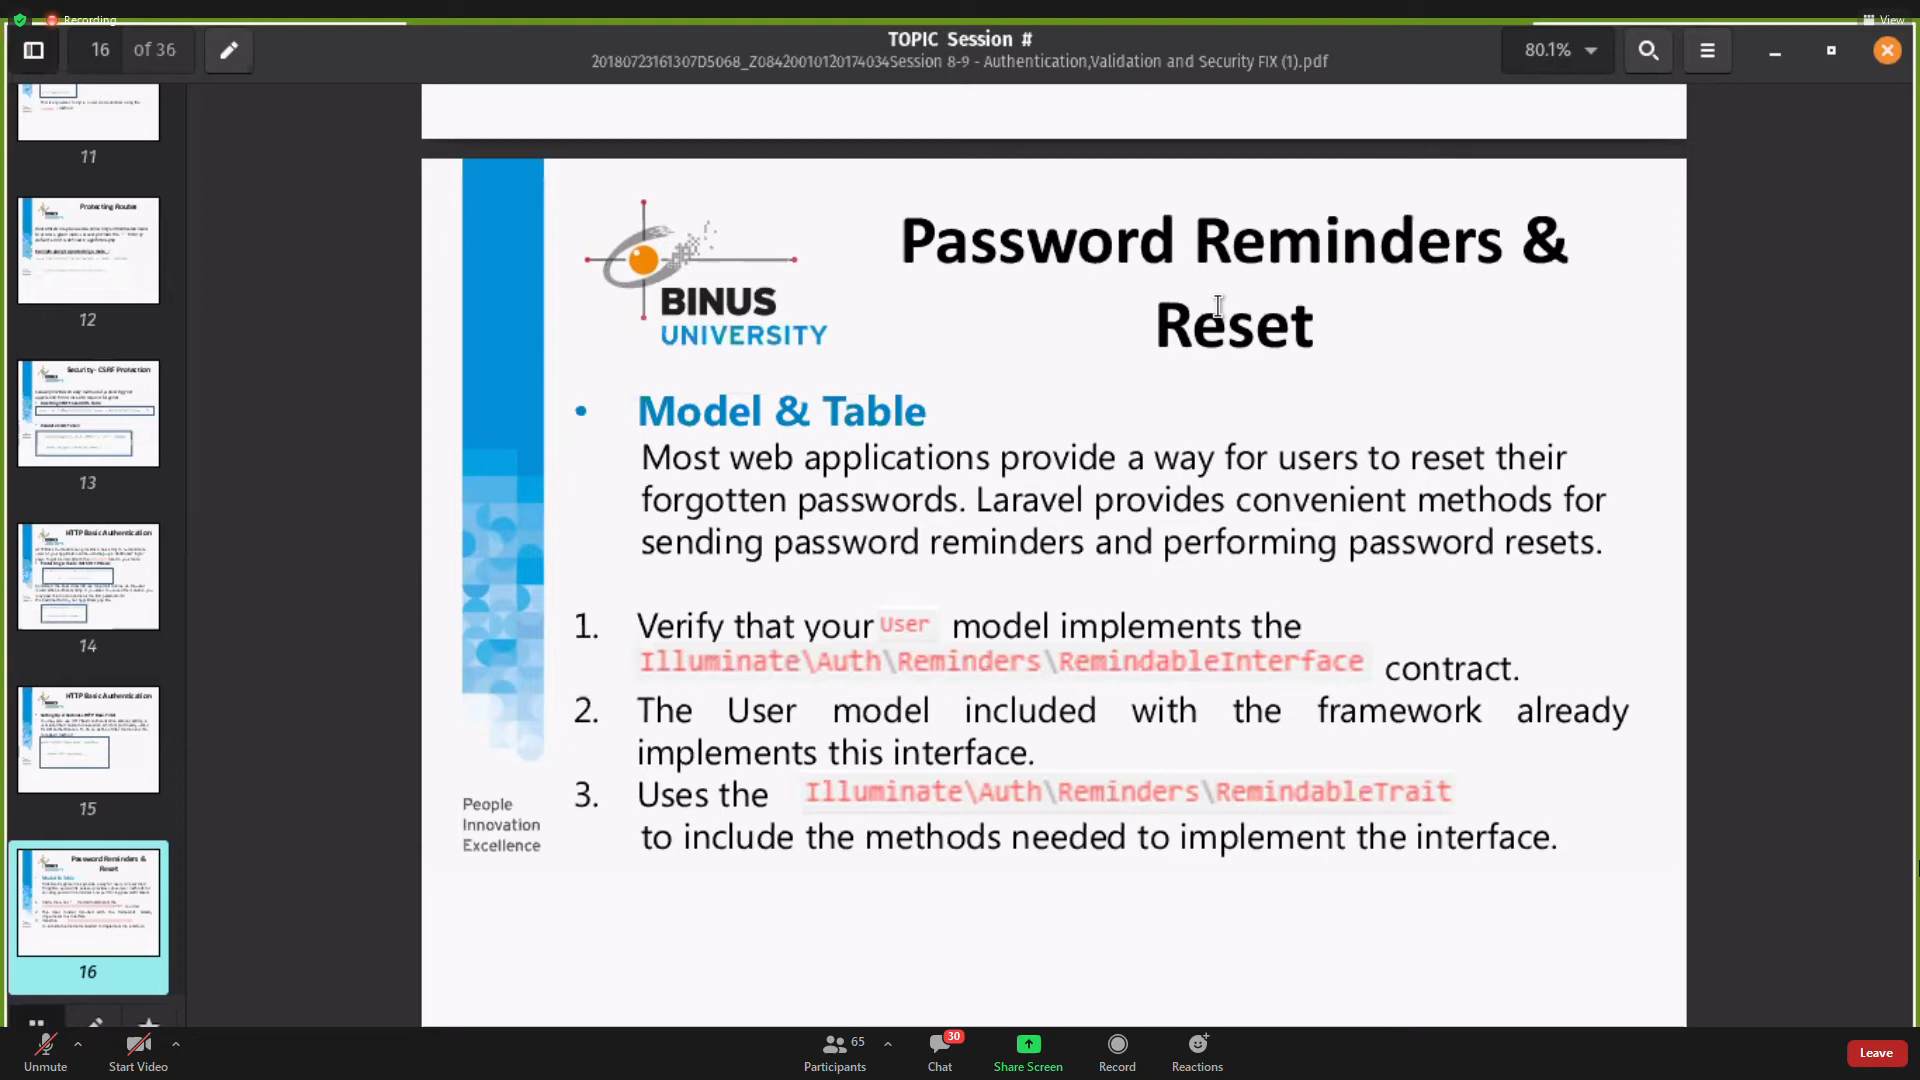 Recording
View
16 of 36
TOPIC Session #
20180723161307D5068_Z08420010120174034Session 8-9 - Authentication,Validation and Security FIX (1).pdf
80.1%
11
Protecting Routes
12
Security- CSRF Protection
13
HTTP Basic Authentication
14
HTTP Basic Authentication
15
Password Reminders &
Reset
Model & Table
16
BINUS
UNIVERSITY
Password Reminders &
Reset
• Model & Table
Most web applications provide a way for users to reset their
forgotten passwords. Laravel provides convenient methods for
sending password reminders and performing password resets.
1. Verify that your User model implements the
Illuminate\Auth\Reminders\RemindableInterface contract.
2. The User model included with the framework already
implements this interface.
3. Uses the Illuminate\Auth\Reminders\RemindableTrait
to include the methods needed to implement the interface.
People
Innovation
Excellence
Unmute
Start Video
65
Participants
30
Chat
Share Screen
Record
Reactions
Leave